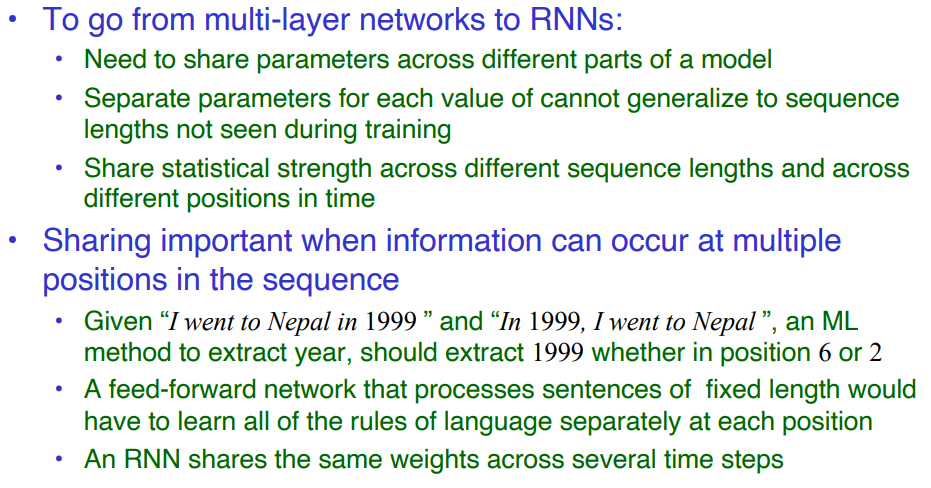 • To go from multi-layer networks to RNNs:
• Need to share parameters across different parts of a model
• Separate parameters for each value of cannot generalize to sequence
lengths not seen during training
• Share statistical strength across different sequence lengths and across
different positions in time
• Sharing important when information can occur at multiple
positions in the sequence
• Given “I went to Nepal in 1999 ” and “In 1999, I went to Nepal ”, an ML
method to extract year, should extract 1999 whether in position 6 or 2
• A feed-forward network that processes sentences of fixed length would
have to learn all of the rules of language separately at each position
• An RNN shares the same weights across several time steps